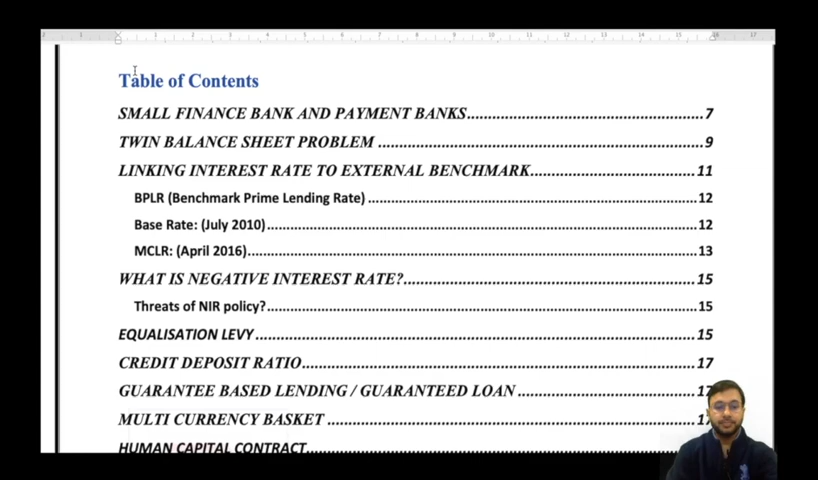 Table of Contents
SMALL FINANCE BANK AND PAYMENT BANKS.......7
TWIN BALANCE SHEET PROBLEM.......9
LINKING INTEREST RATE TO EXTERNAL BENCHMARK.......11
BPLR (Benchmark Prime Lending Rate).......12
Base Rate: (July 2010).......12
MCLR: (April 2016).......13
WHAT IS NEGATIVE INTEREST RATE?.......15
Threats of NIR policy?.......15
EQUALISATION LEVY.......15
CREDIT DEPOSIT RATIO.......17
GUARANTEE BASED LENDING / GUARANTEED LOAN.......17
MULTI CURRENCY BASKET.......17
HUMAN CAPITAL CONTRACT.......